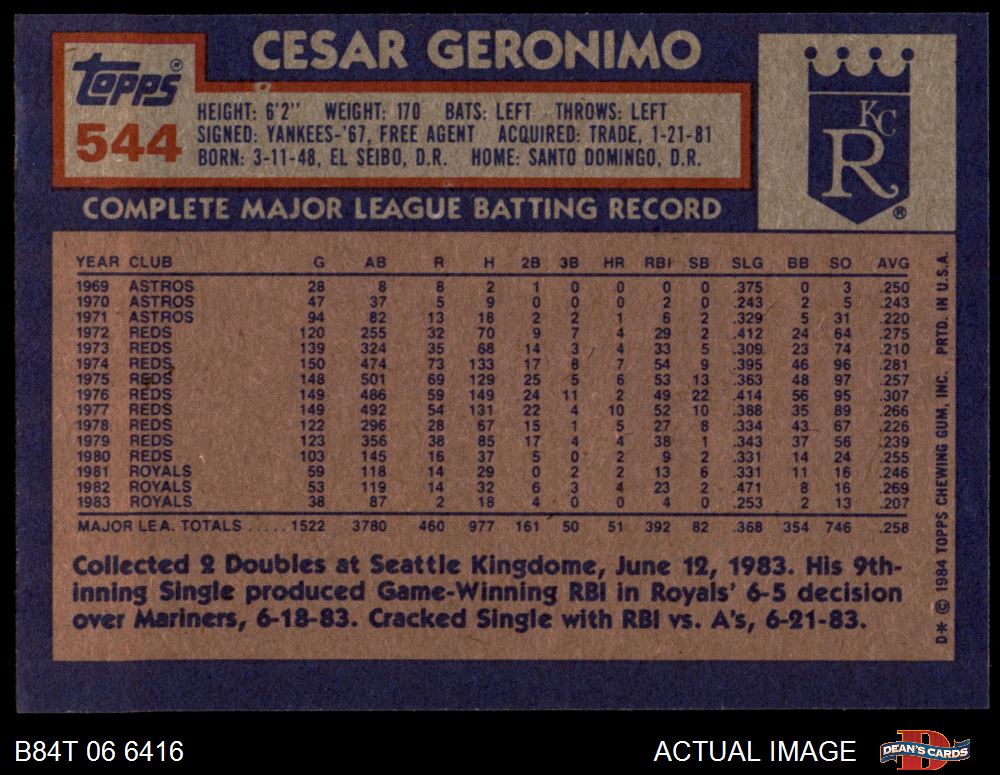 CESAR GERONIMO
TOPPS®
544
HEIGHT: 6'2" WEIGHT: 170 BATS: LEFT THROWS: LEFT
SIGNED: YANKEES-'67, FREE AGENT ACQUIRED: TRADE, 1-21-81
BORN: 3-11-48, EL SEIBO, D.R. HOME: SANTO DOMINGO, D.R.
KC
R
®
COMPLETE MAJOR LEAGUE BATTING RECORD
YEAR CLUB G AB R H 2B 3B HR RBI SB SLG BB SO AVG
1969 ASTROS 28 8 8 2 1 0 0 0 0 .375 0 3 .250
1970 ASTROS 47 37 5 9 0 0 0 2 0 .243 2 5 .243
1971 ASTROS 94 82 13 18 2 2 1 6 2 .329 5 31 .220
1972 REDS 120 255 32 70 9 7 4 29 2 .412 24 64 .275
1973 REDS 139 324 35 68 14 3 4 33 5 .309 23 74 .210
1974 REDS 150 474 73 133 17 8 7 54 9 .395 46 96 .281
1975 REDS 148 501 69 129 25 5 6 53 13 .363 48 97 .257
1976 REDS 149 486 59 149 24 11 2 49 22 .414 56 95 .307
1977 REDS 149 492 54 131 22 4 10 52 10 .388 35 89 .266
1978 REDS 122 296 28 67 15 1 5 27 8 .334 43 67 .226
1979 REDS 123 356 38 85 17 4 4 38 1 .343 37 56 .239
1980 REDS 103 145 16 37 5 0 2 9 2 .331 14 24 .255
1981 ROYALS 59 118 14 29 0 2 2 13 6 .331 11 16 .246
1982 ROYALS 53 119 14 32 6 3 4 23 2 .471 8 16 .269
1983 ROYALS 38 87 2 18 4 0 0 4 0 .253 2 13 .207
MAJOR LEA. TOTALS ..... 1522 3780 460 977 161 50 51 392 82 .368 354 746 .258
Collected 2 Doubles at Seattle Kingdome, June 12, 1983. His 9th-
inning Single produced Game-Winning RBI in Royals' 6-5 decision
over Mariners, 6-18-83. Cracked Single with RBI vs. A's, 6-21-83.
D* © 1984 TOPPS CHEWING GUM, INC. PRTD. IN U.S.A.
B84T 06 6416
ACTUAL IMAGE
D
DEAN'S CARDS